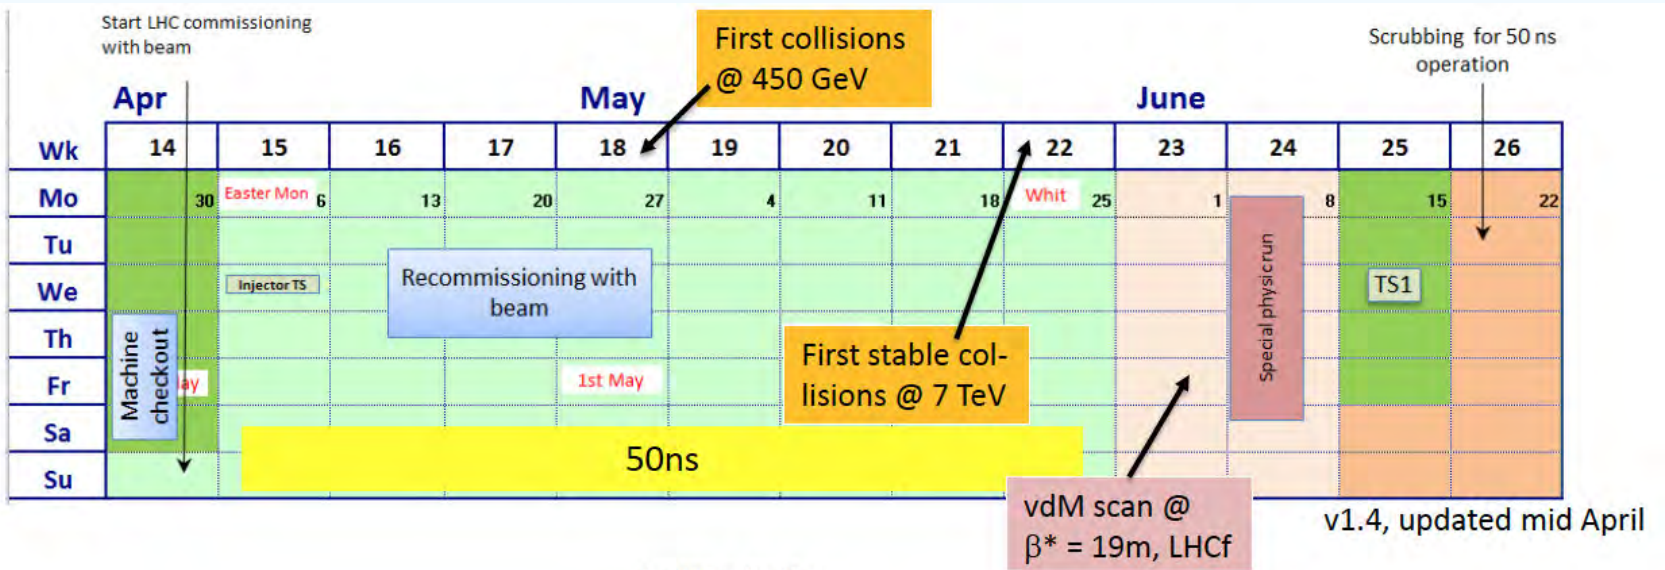 Start LHC commissioning
with beam
First collisions
@ 450 GeV
Scrubbing for 50 ns
operation
Apr May June
Wk 14 15 16 17 18 19 20 21 22 23 24 25 26
Mo 30 Easter Mon 6 13 20 27 4 11 18 Whit 25 1 8 15 22
Tu
We Injector TS TS1
Recommissioning with
beam
Th
Fr 1st May
Sa
Su
Machine
checkout
ay
First stable col-
lisions @ 7 TeV
Special physic run
50ns
vdM scan @
β* = 19m, LHCf
v1.4, updated mid April